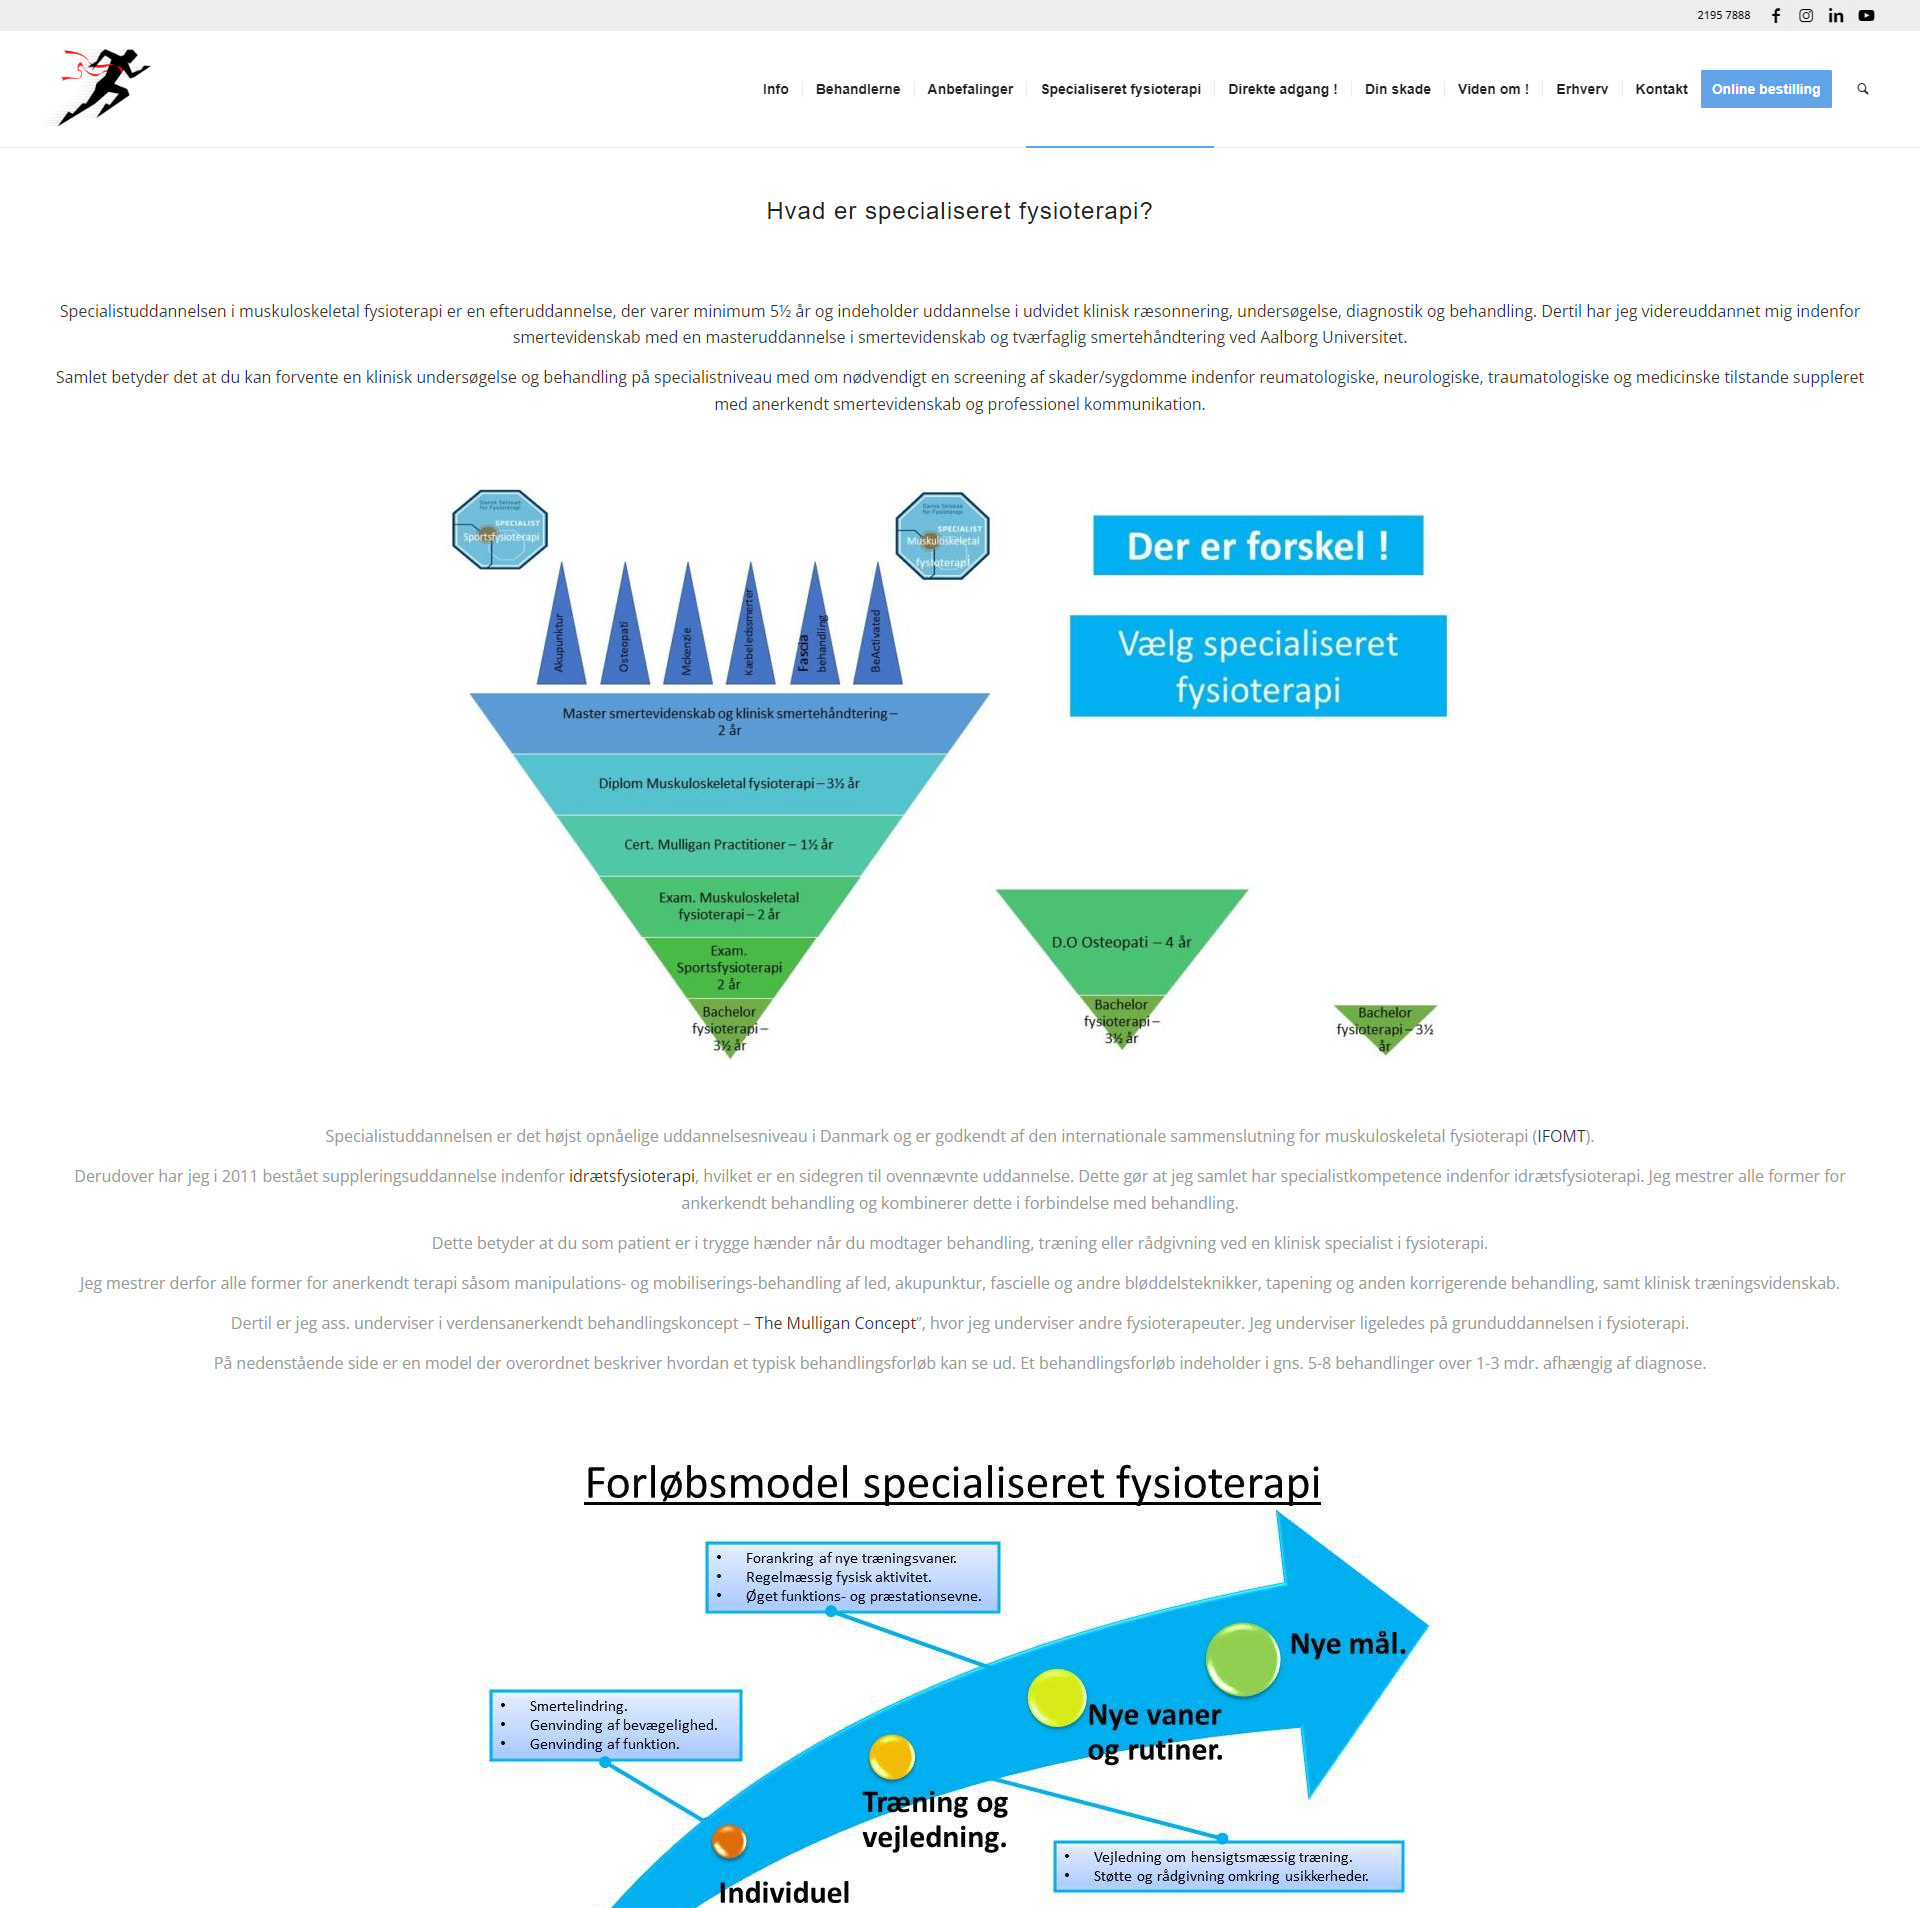 2195 7888
Info
Behandlerne
Anbefalinger
Specialiseret fysioterapi
Direkte adgang !
Din skade
Viden om !
Erhverv
Kontakt
Online bestilling
Hvad er specialiseret fysioterapi?
Specialistuddannelsen i muskuloskeletal fysioterapi er en efteruddannelse, der varer minimum 5½ år og indeholder uddannelse i udvidet klinisk ræsonnering, undersøgelse, diagnostik og behandling. Dertil har jeg videreuddannet mig indenfor
smertevidenskab med en masteruddannelse i smertevidenskab og tværfaglig smertehåndtering ved Aalborg Universitet.
Samlet betyder det at du kan forvente en klinisk undersøgelse og behandling på specialistniveau med om nødvendigt en screening af skader/sygdomme indenfor reumatologiske, neurologiske, traumatologiske og medicinske tilstande suppleret
med anerkendt smertevidenskab og professionel kommunikation.
Dansk Selskab
for Fysioterapi
SPECIALIST
Sportsfysioterapi
Dansk Selskab
for Fysioterapi
SPECIALIST
Muskuloskeletal
fysioterapi
Der er forskel !
Vælg specialiseret
fysioterapi
Akupunktur
Osteopati
Mckenzie
Kæbeledssmerter
Fascia
behandling
BeActivated
Master smertevidenskab og klinisk smertehåndtering –
2 år
Diplom Muskuloskeletal fysioterapi – 3½ år
Cert. Mulligan Practitioner – 1½ år
Exam. Muskuloskeletal
fysioterapi – 2 år
Exam.
Sportsfysioterapi
2 år
Bachelor
fysioterapi –
3½ år
D.O Osteopati – 4 år
Bachelor
fysioterapi –
3½ år
Bachelor
fysioterapi – 3½
år
Specialistuddannelsen er det højst opnåelige uddannelsesniveau i Danmark og er godkendt af den internationale sammenslutning for muskuloskeletal fysioterapi (IFOMT).
Derudover har jeg i 2011 bestået suppleringsuddannelse indenfor idrætsfysioterapi, hvilket er en sidegren til ovennævnte uddannelse. Dette gør at jeg samlet har specialistkompetence indenfor idrætsfysioterapi. Jeg mestrer alle former for
ankerkendt behandling og kombinerer dette i forbindelse med behandling.
Dette betyder at du som patient er i trygge hænder når du modtager behandling, træning eller rådgivning ved en klinisk specialist i fysioterapi.
Jeg mestrer derfor alle former for anerkendt terapi såsom manipulations- og mobiliserings-behandling af led, akupunktur, fascielle og andre bløddelsteknikker, tapening og anden korrigerende behandling, samt klinisk træningsvidenskab.
Dertil er jeg ass. underviser i verdensanerkendt behandlingskoncept – The Mulligan Concept”, hvor jeg underviser andre fysioterapeuter. Jeg underviser ligeledes på grunduddannelsen i fysioterapi.
På nedenstående side er en model der overordnet beskriver hvordan et typisk behandlingsforløb kan se ud. Et behandlingsforløb indeholder i gns. 5-8 behandlinger over 1-3 mdr. afhængig af diagnose.
Forløbsmodel specialiseret fysioterapi
• Forankring af nye træningsvaner.
• Regelmæssig fysisk aktivitet.
• Øget funktions- og præstationsevne.
Nye mål.
• Smertelindring.
• Genvinding af bevægelighed.
• Genvinding af funktion.
Nye vaner
og rutiner.
Træning og
vejledning.
• Vejledning om hensigtsmæssig træning.
• Støtte og rådgivning omkring usikkerheder.
Individuel